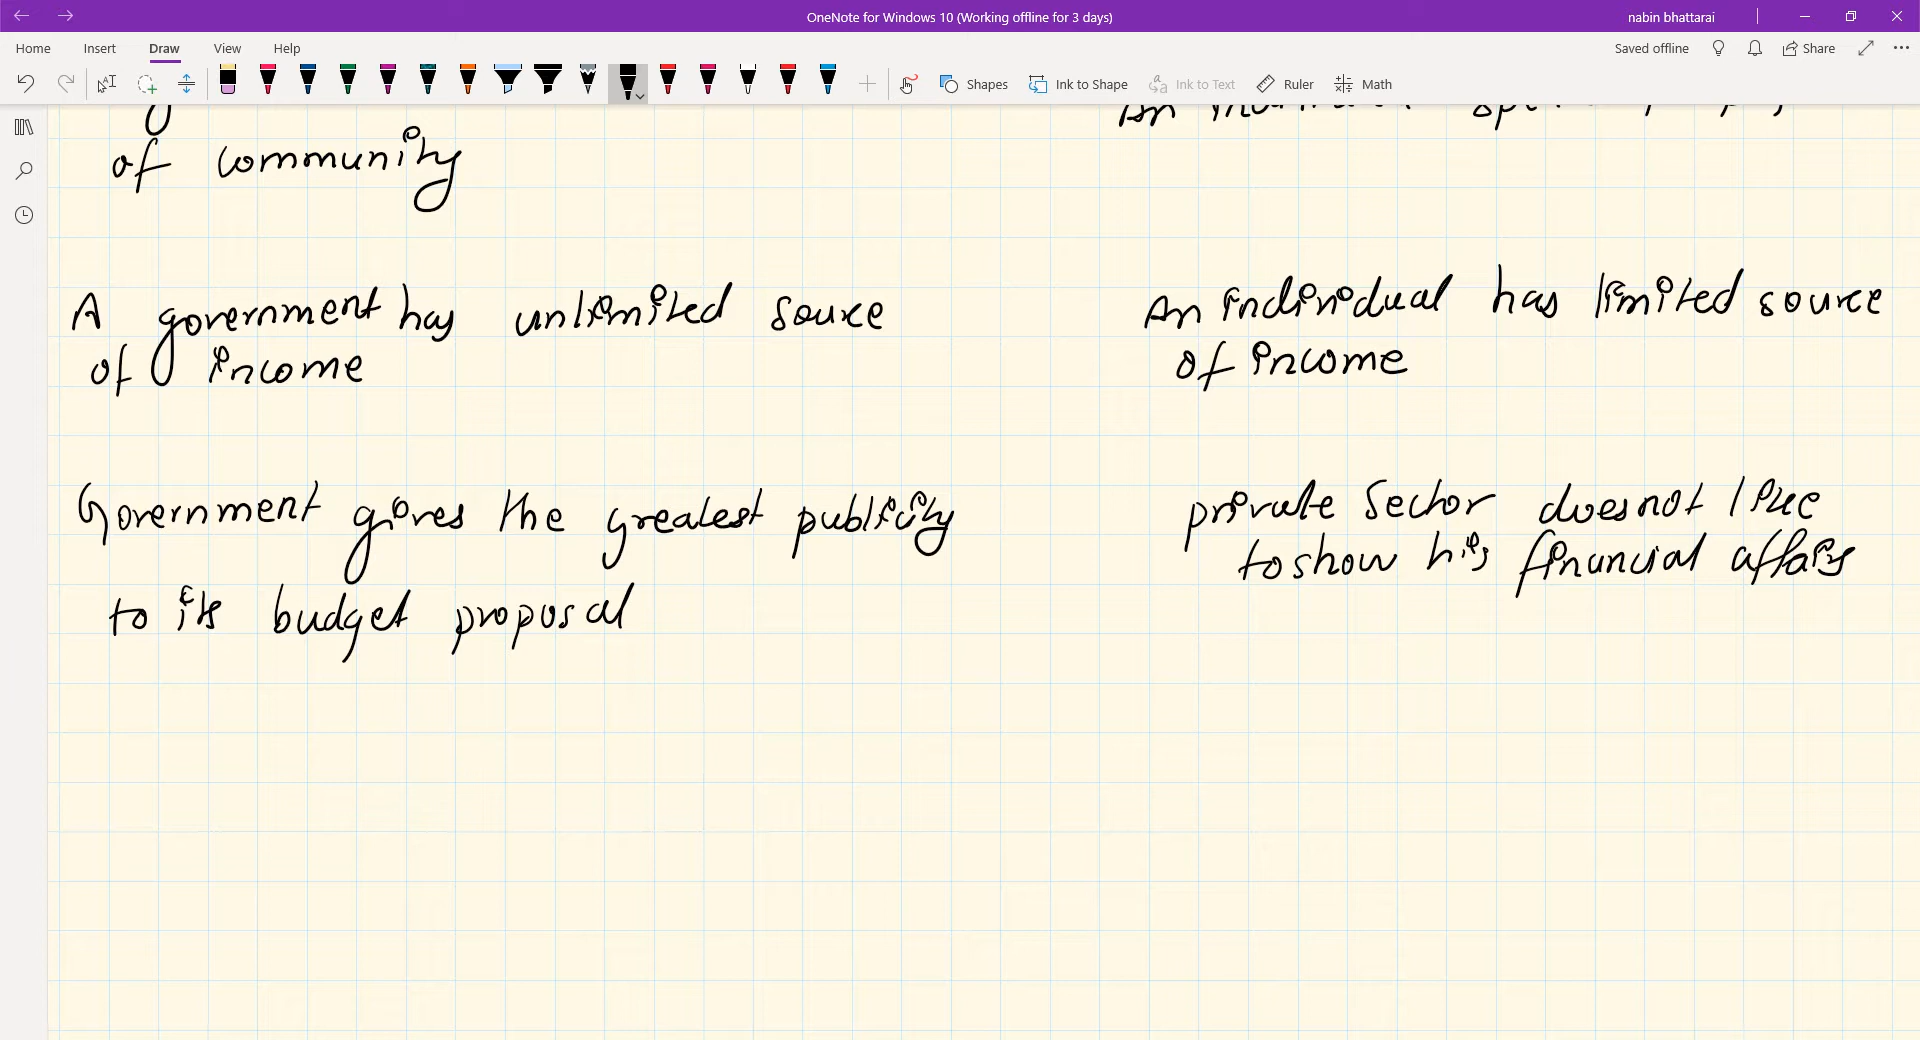 OneNote for Windows 10 (Working offline for 3 days)
nabin bhattarai
Home Insert Draw View Help
Saved offline Share
Shapes Ink to Shape Ink to Text Ruler Math
An
of community
A government has unlimited source
of income
An individual has limited source
of income
Government gives the greatest publicity
to its budget proposal
private sector does not like
to show his financial affairs